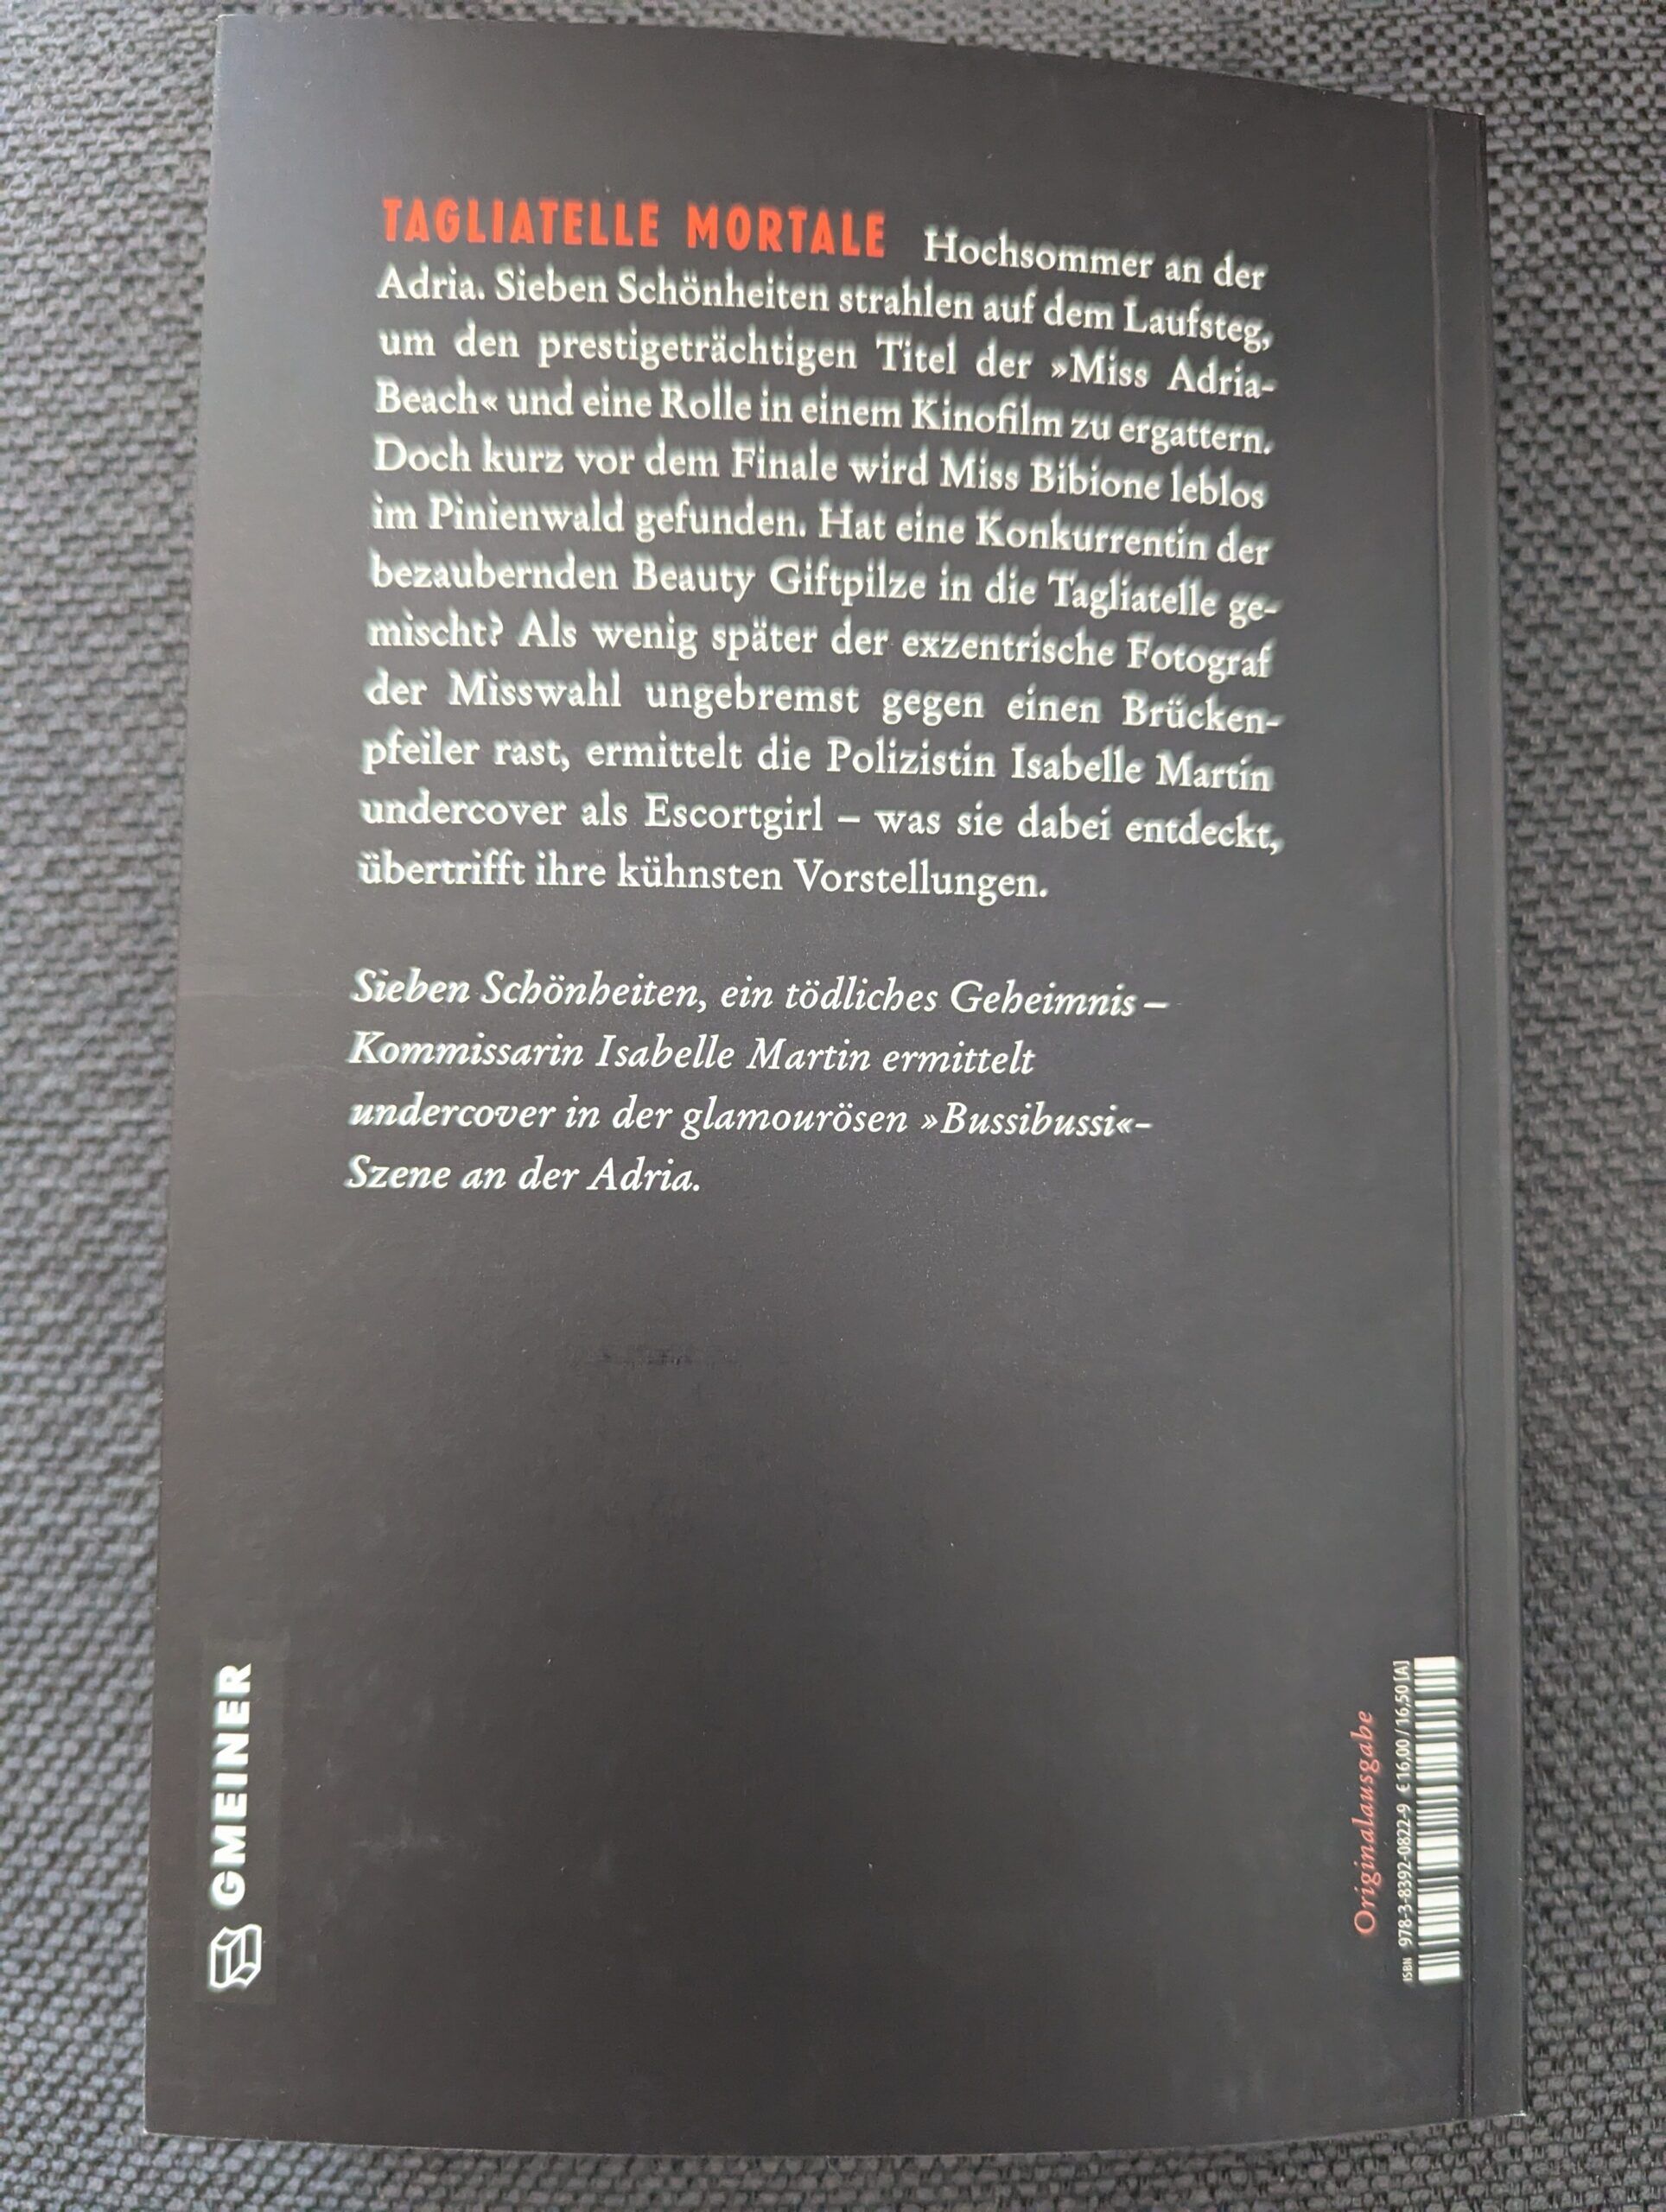 TAGLIATELLE MORTALE Hochsommer an der
Adria. Sieben Schönheiten strahlen auf dem Laufsteg,
um den prestigeträchtigen Titel der »Miss Adria-
Beach« und eine Rolle in einem Kinofilm zu ergattern.
Doch kurz vor dem Finale wird Miss Bibione leblos
im Pinienwald gefunden. Hat eine Konkurrentin der
bezaubernden Beauty Giftpilze in die Tagliatelle ge-
mischt? Als wenig später der exzentrische Fotograf
der Misswahl ungebremst gegen einen Brücken-
pfeiler rast, ermittelt die Polizistin Isabelle Martin
undercover als Escortgirl – was sie dabei entdeckt,
übertrifft ihre kühnsten Vorstellungen.
Sieben Schönheiten, ein tödliches Geheimnis –
Kommissarin Isabelle Martin ermittelt
undercover in der glamourösen »Bussibussi«-
Szene an der Adria.
GMEINER
Originalausgabe
ISBN 978-3-8392-0822-9 € 16,00 / 16,50 [A]